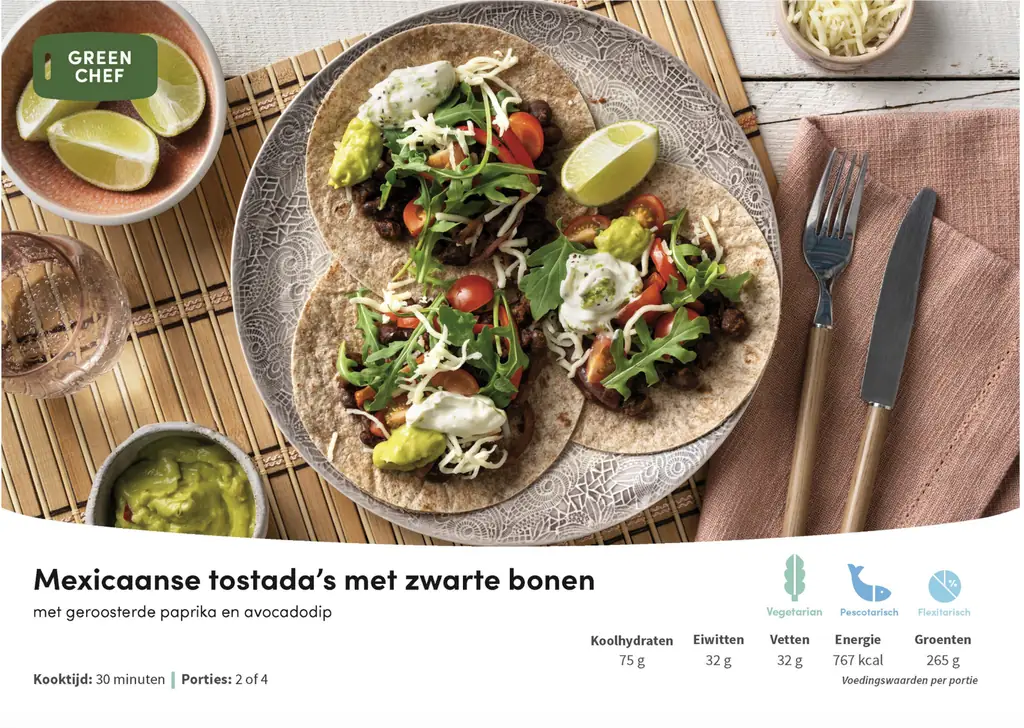 GREEN
CHEF
Mexicaanse tostada's met zwarte bonen
met geroosterde paprika en avocadodip
Vegetarian Pescotarisch Flexitarisch
Koolhydraten Eiwitten Vetten Energie Groenten
75 g 32 g 32 g 767 kcal 265 g
Kooktijd: 30 minuten | Porties: 2 of 4
Voedingswaarden per portie